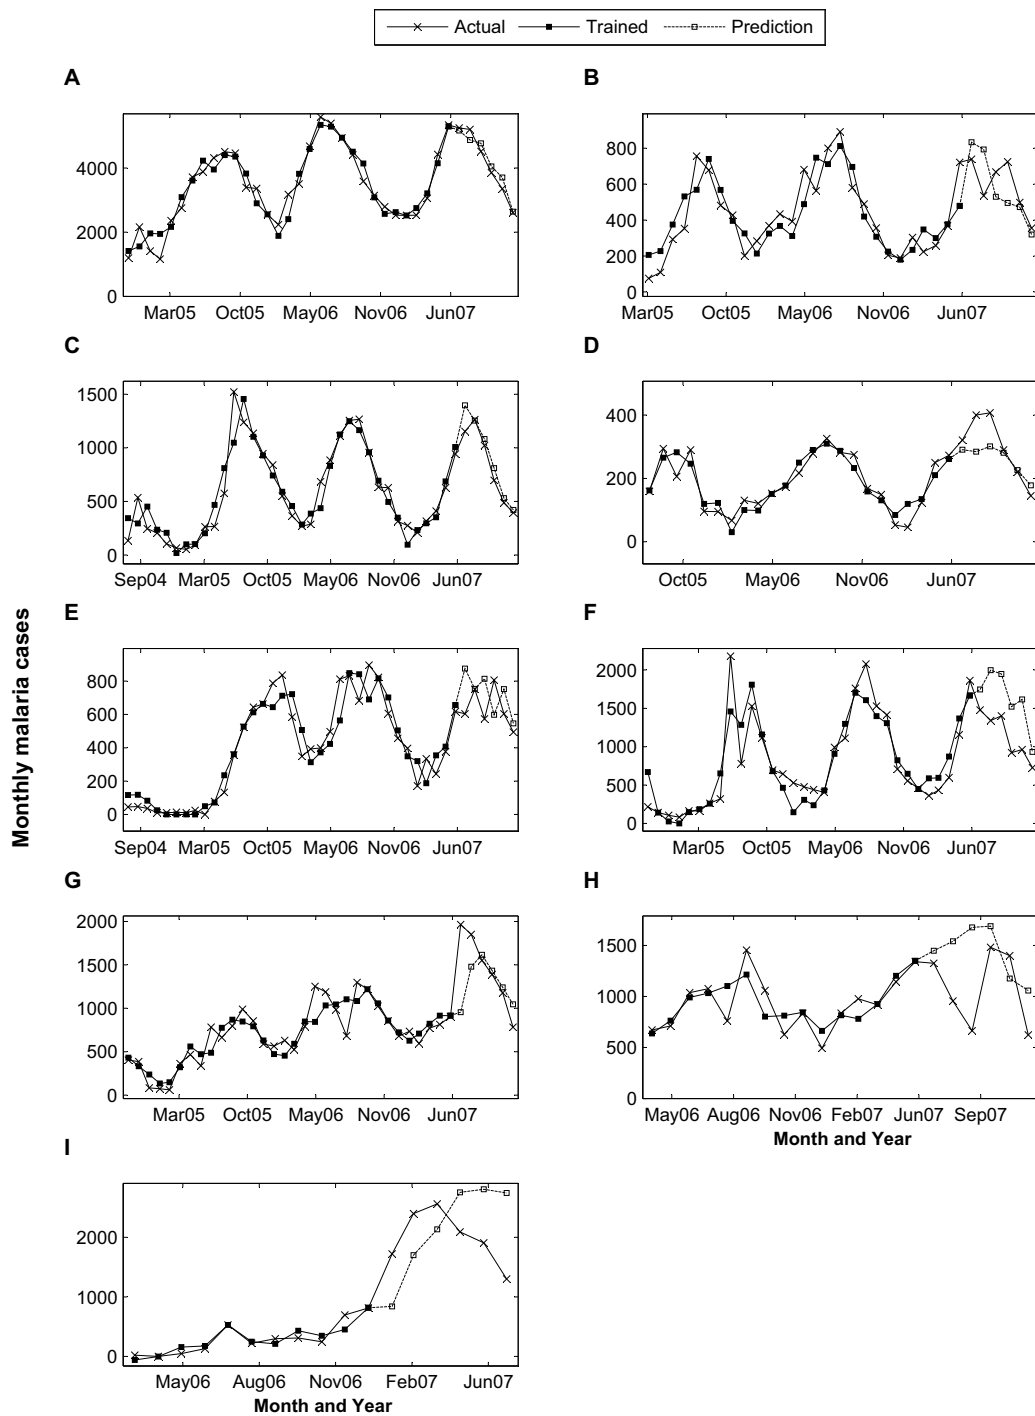 Actual Trained Prediction
A
B
4000
2000
0
Mar05 Oct05 May06 Nov06 Jun07
800
600
400
200
0
Mar05 Oct05 May06 Nov06 Jun07
C
D
1500
1000
500
0
Sep04 Mar05 Oct05 May06 Nov06 Jun07
400
200
0
Oct05 May06 Nov06 Jun07
Monthly malaria cases
E
F
800
600
400
200
0
Sep04 Mar05 Oct05 May06 Nov06 Jun07
2000
1500
1000
500
0
Mar05 Oct05 May06 Nov06 Jun07
G
H
2000
1500
1000
500
0
Mar05 Oct05 May06 Nov06 Jun07
1500
1000
500
0
May06 Aug06 Nov06 Feb07 Jun07 Sep07
Month and Year
I
2000
1000
0
May06 Aug06 Nov06 Feb07 Jun07
Month and Year